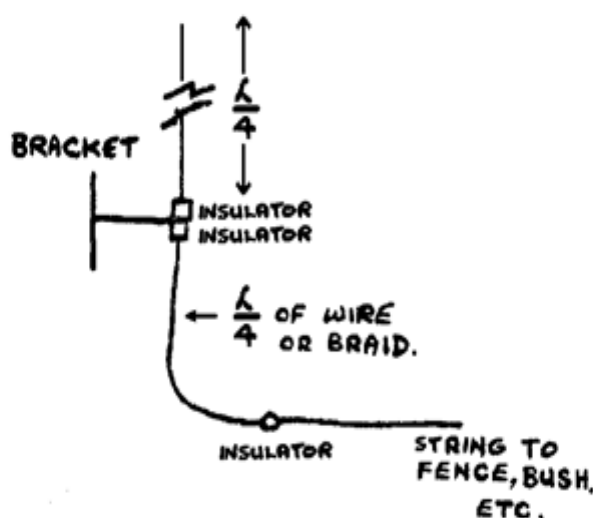 λ
4
BRACKET
INSULATOR
INSULATOR
λ
4 OF WIRE
OR BRAID.
INSULATOR
STRING TO
FENCE, BUSH,
ETC.